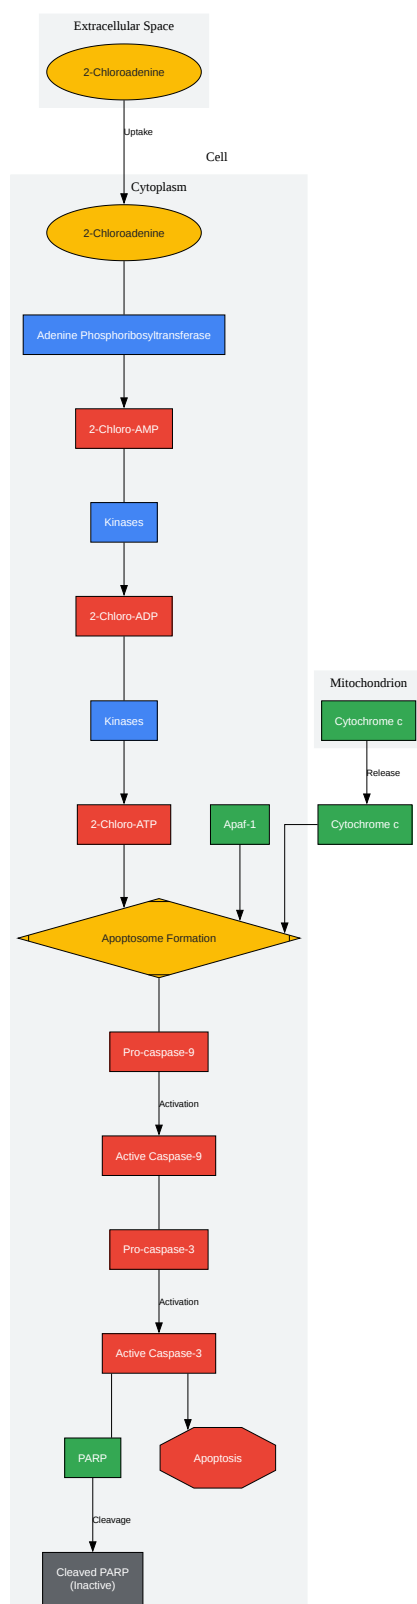 Extracellular Space
2-Chloroadenine
Uptake
Cell
Cytoplasm
2-Chloroadenine
Adenine Phosphoribosyltransferase
2-Chloro-AMP
Kinases
2-Chloro-ADP
Mitochondrion
Kinases
Cytochrome c
Release
2-Chloro-ATP
Apaf-1
Cytochrome c
Apoptosome Formation
Pro-caspase-9
Activation
Active Caspase-9
Pro-caspase-3
Activation
Active Caspase-3
PARP
Apoptosis
Cleavage
Cleaved PARP
(Inactive)